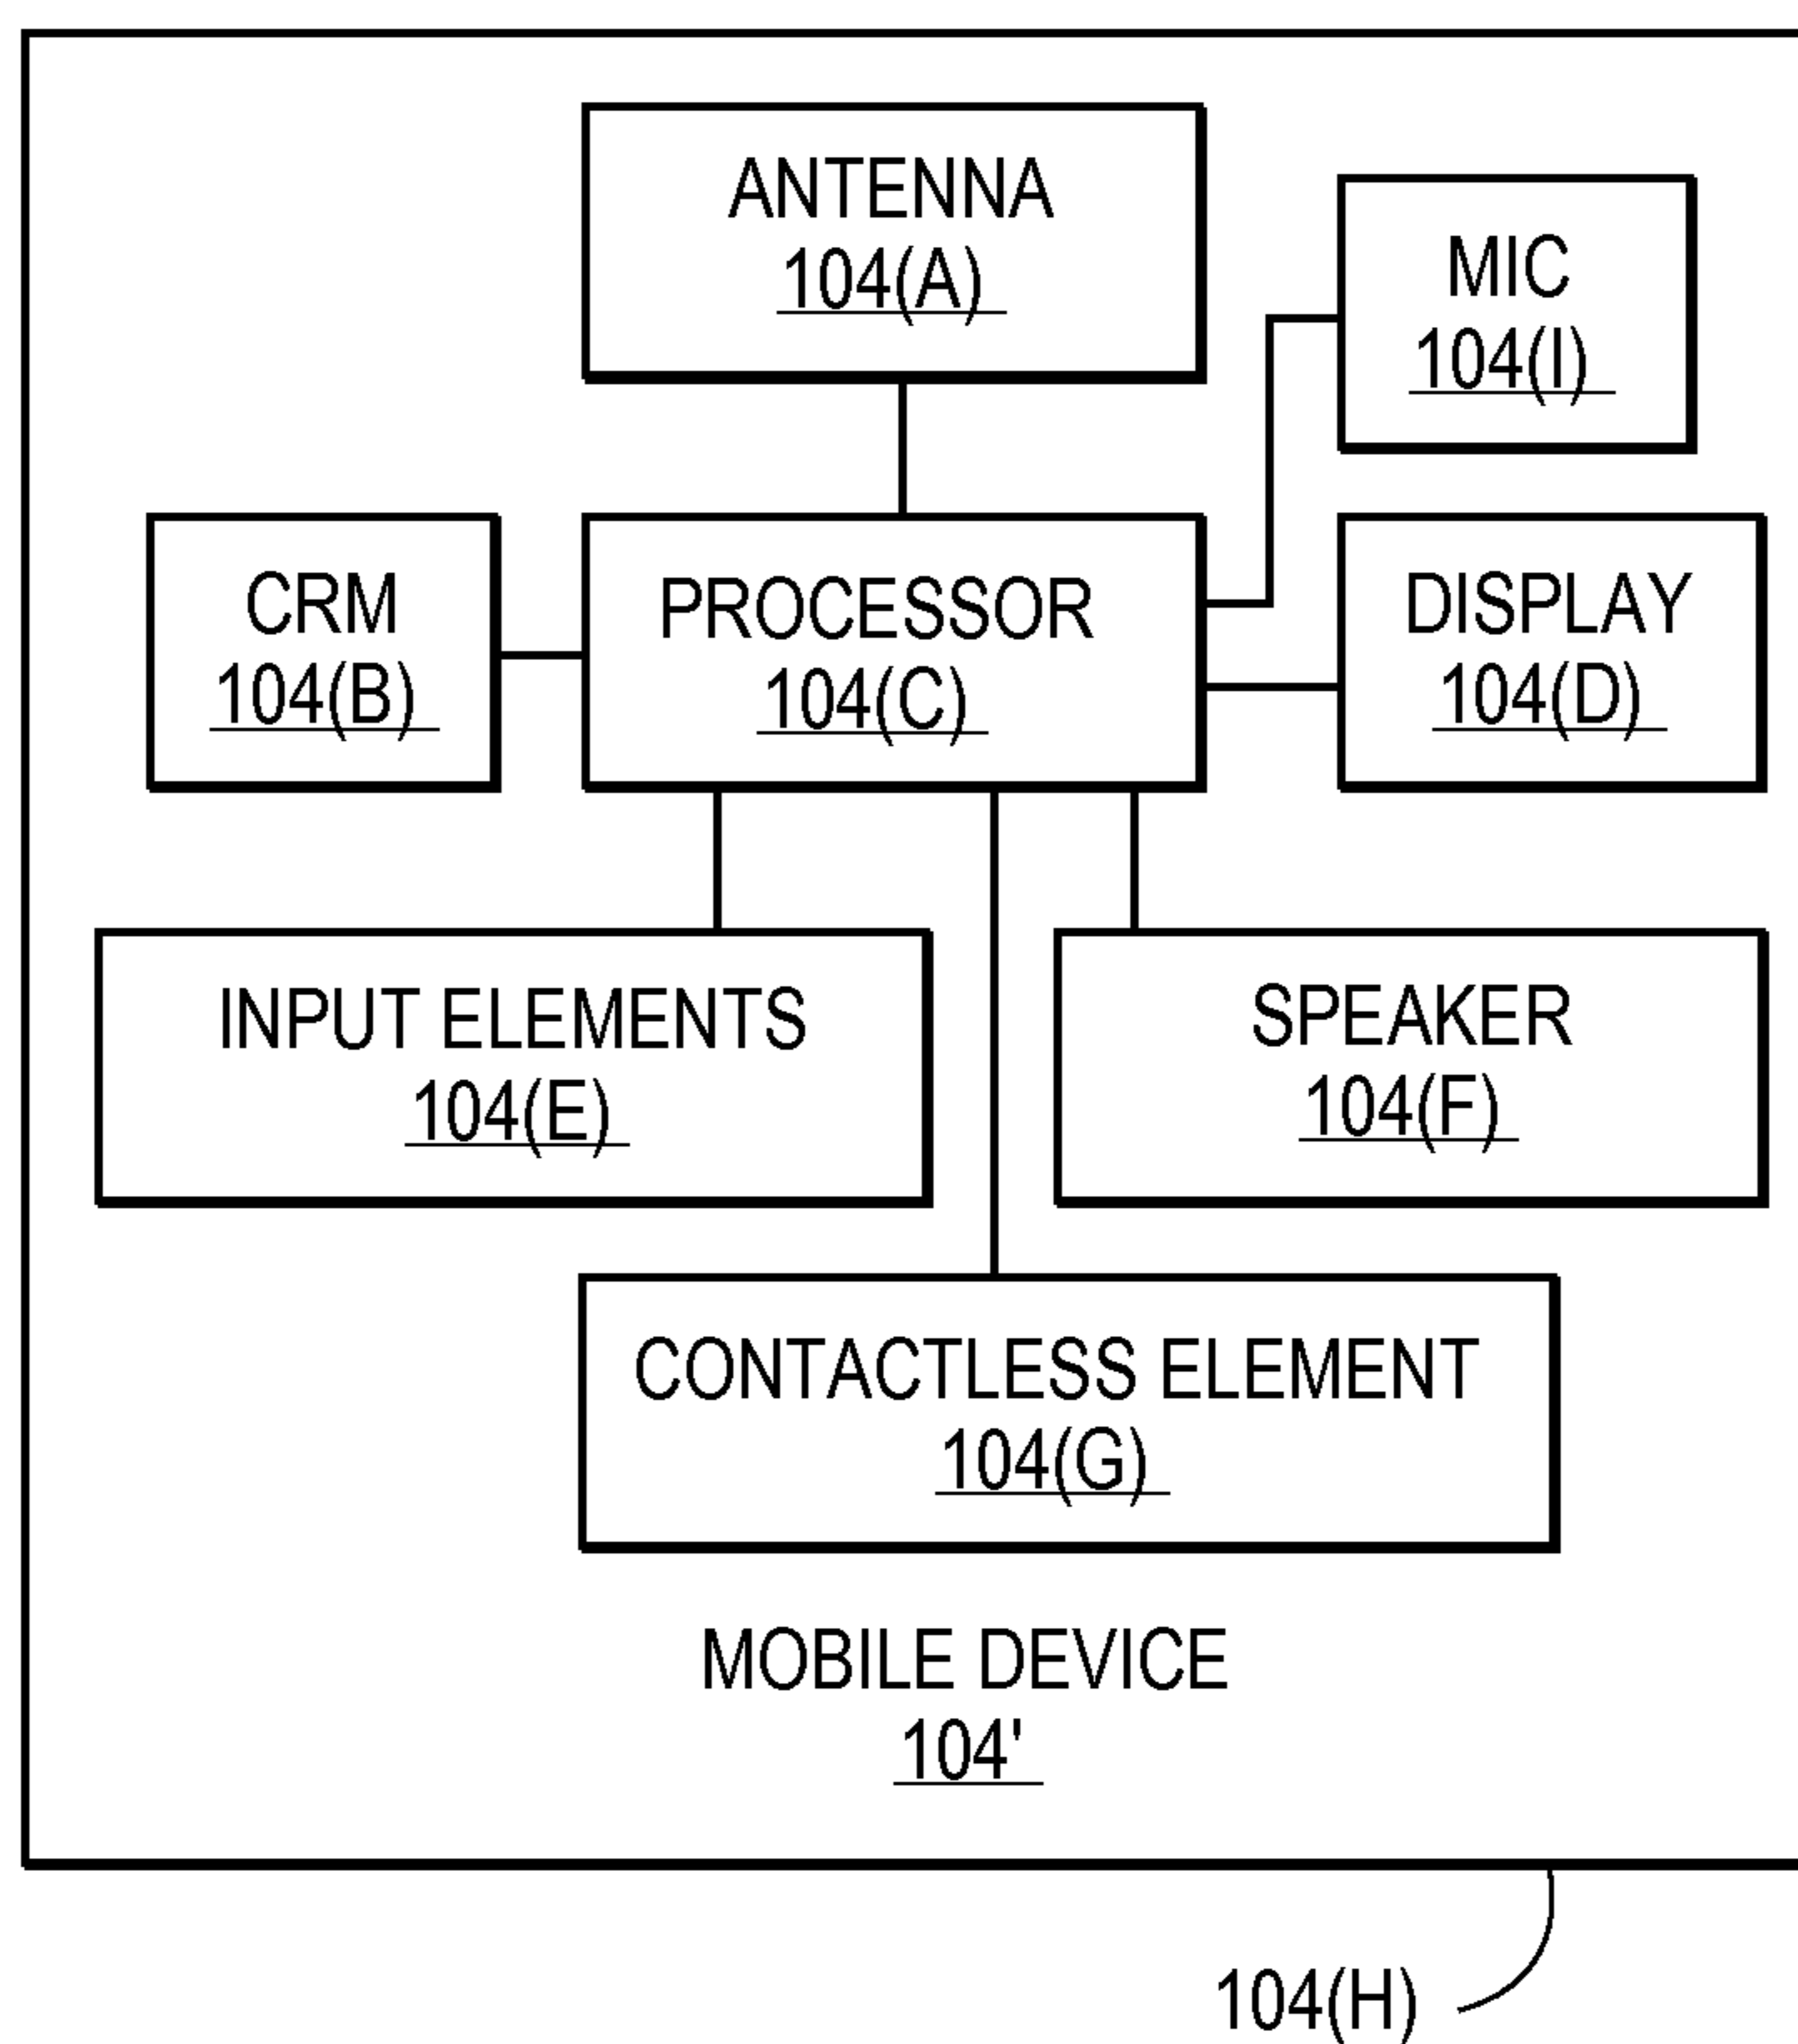 ANTENNA
104(A)
MIC
104(I)
CRM
104(B)
PROCESSOR
104(C)
DISPLAY
104(D)
INPUT ELEMENTS
104(E)
SPEAKER
104(F)
CONTACTLESS ELEMENT
104(G)
MOBILE DEVICE
104'
104(H)